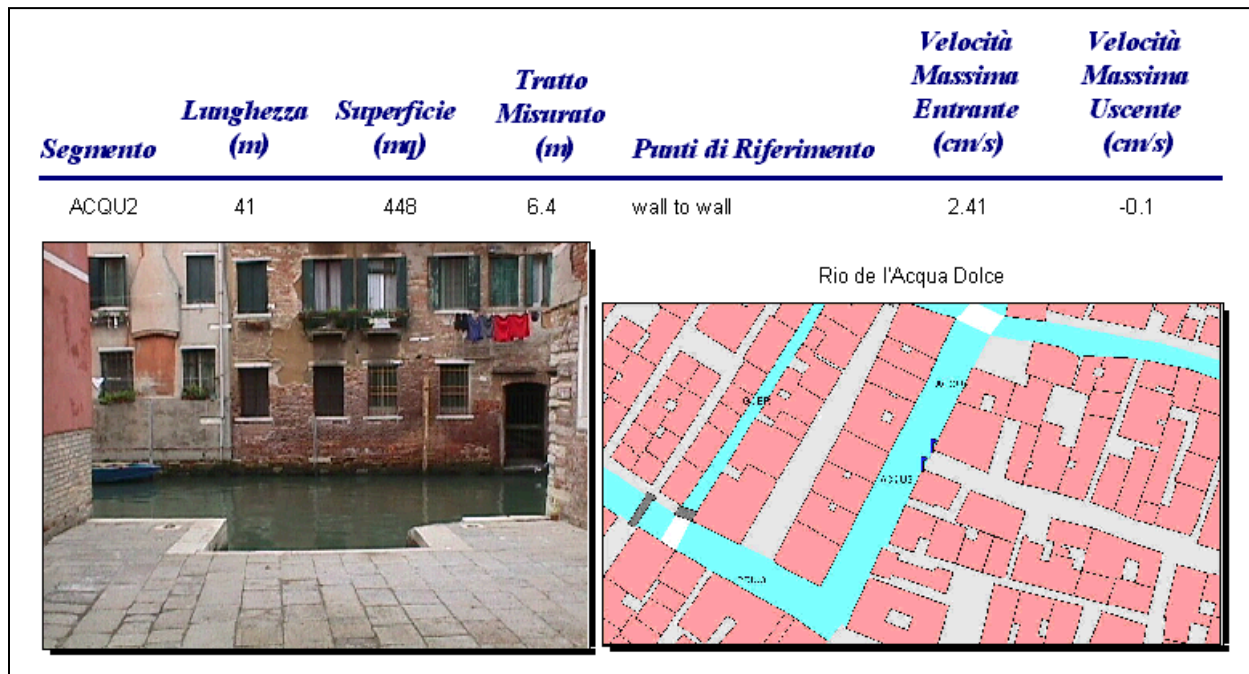 Segmento
Lunghezza
(m)
Superficie
(mq)
Tratto
Misurato
(m)
Punti di Riferimento
Velocità
Massima
Entrante
(cm/s)
Velocità
Massima
Uscente
(cm/s)
ACQU2 41 448 6.4 wall to wall 2.41 -0.1
Rio de l'Acqua Dolce
ACQU2